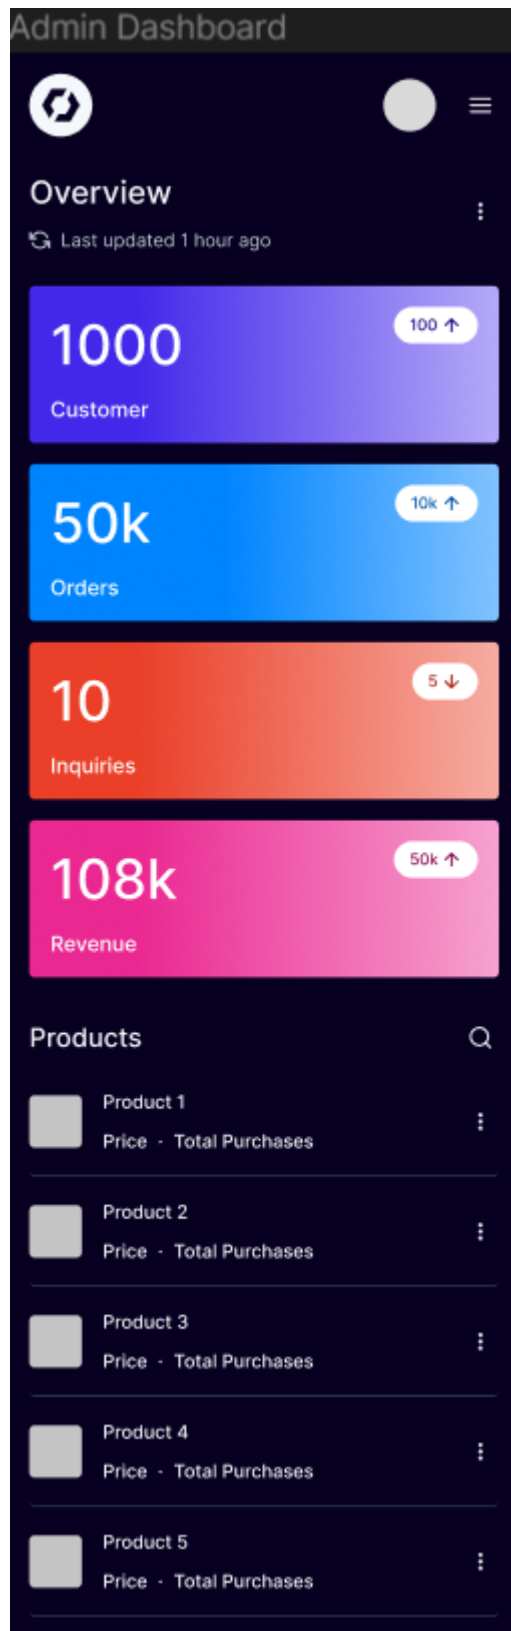 Admin Dashboard
Overview
Last updated 1 hour ago
1000
100 ↑
Customer
50k
10k ↑
Orders
10
5 ↓
Inquiries
108k
50k ↑
Revenue
Products
Product 1
Price · Total Purchases
Product 2
Price · Total Purchases
Product 3
Price · Total Purchases
Product 4
Price · Total Purchases
Product 5
Price · Total Purchases